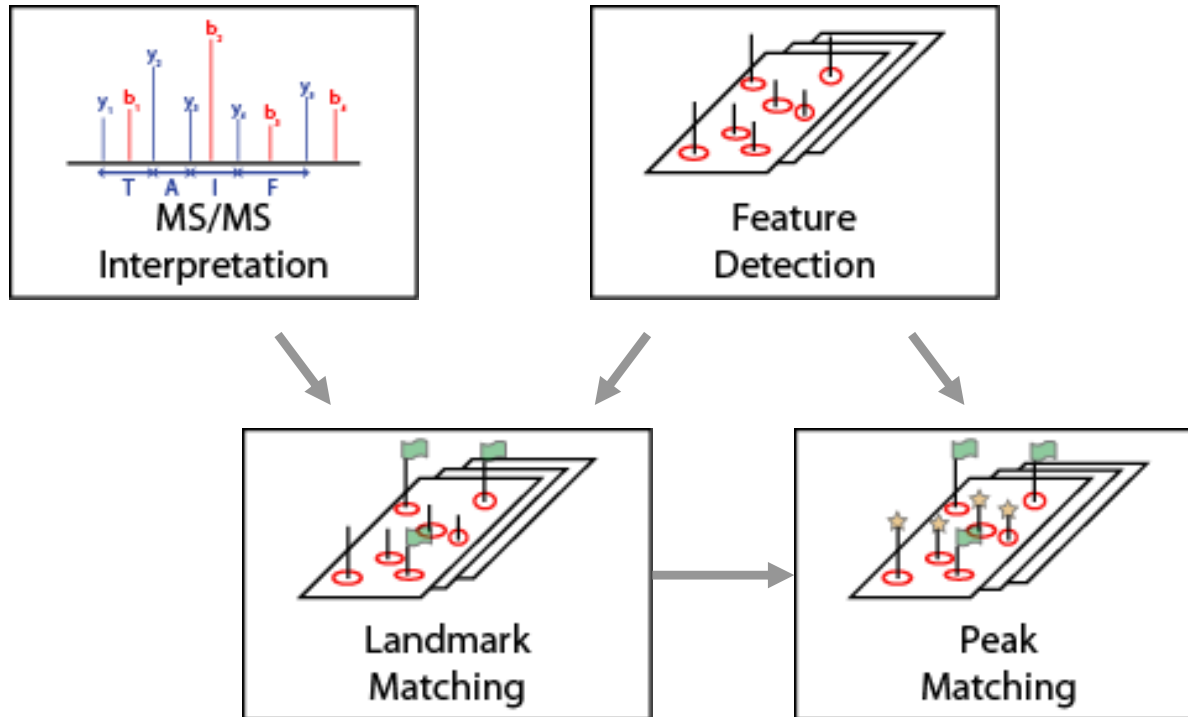 y₁ b₁ y₂ y₃ b₂ y₄ b₃ y₅ b₄
T A I F
MS/MS
Interpretation
Feature
Detection
Landmark
Matching
Peak
Matching